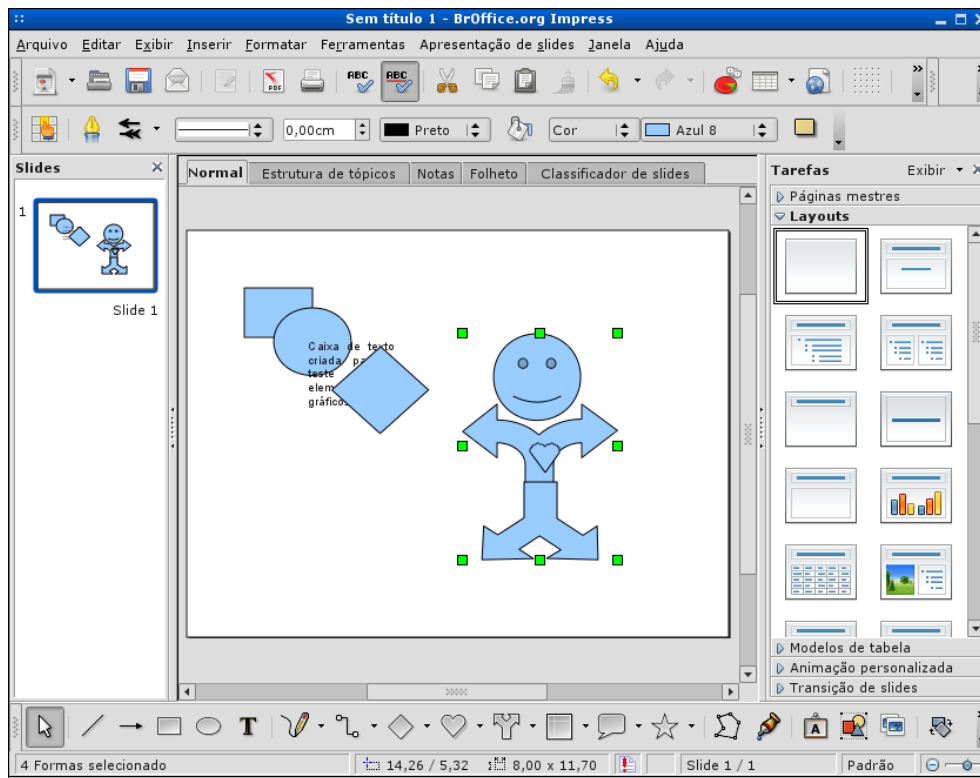 Sem título 1 - BrOffice.org Impress
Arquivo Editar Exibir Inserir Formatar Ferramentas Apresentação de slides Janela Ajuda
PDF ABC ABC »
0,00cm Preto Cor Azul 8
Slides
Normal Estrutura de tópicos Notas Folheto Classificador de slides
Tarefas Exibir
Páginas mestres
Layouts
1
Slide 1
Caixa de texto
criada
teste
gráficos
Modelos de tabela
Animação personalizada
Transição de slides
T A
4 Formas selecionado 14,26 / 5,32 8,00 x 11,70 Slide 1 / 1 Padrão